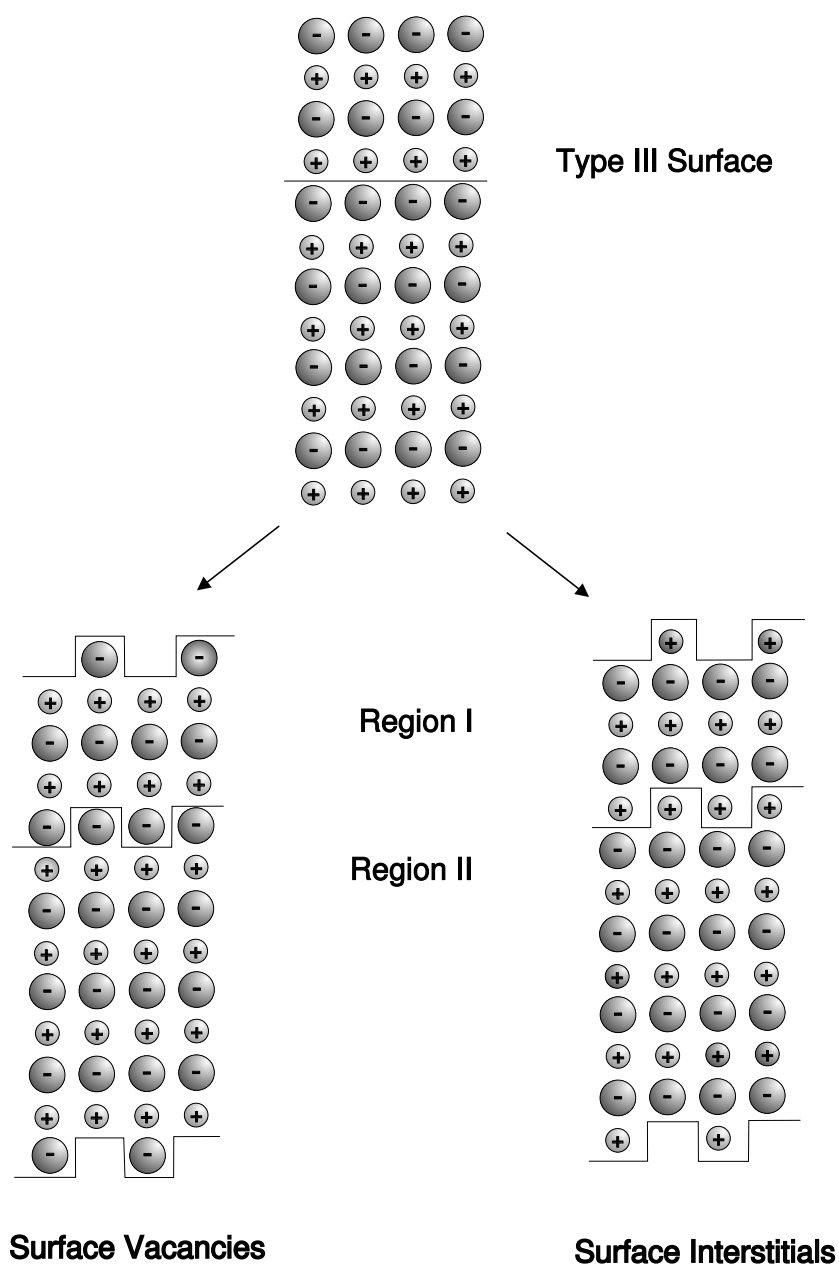 Type III Surface
Region I
Region II
Surface Vacancies
Surface Interstitials